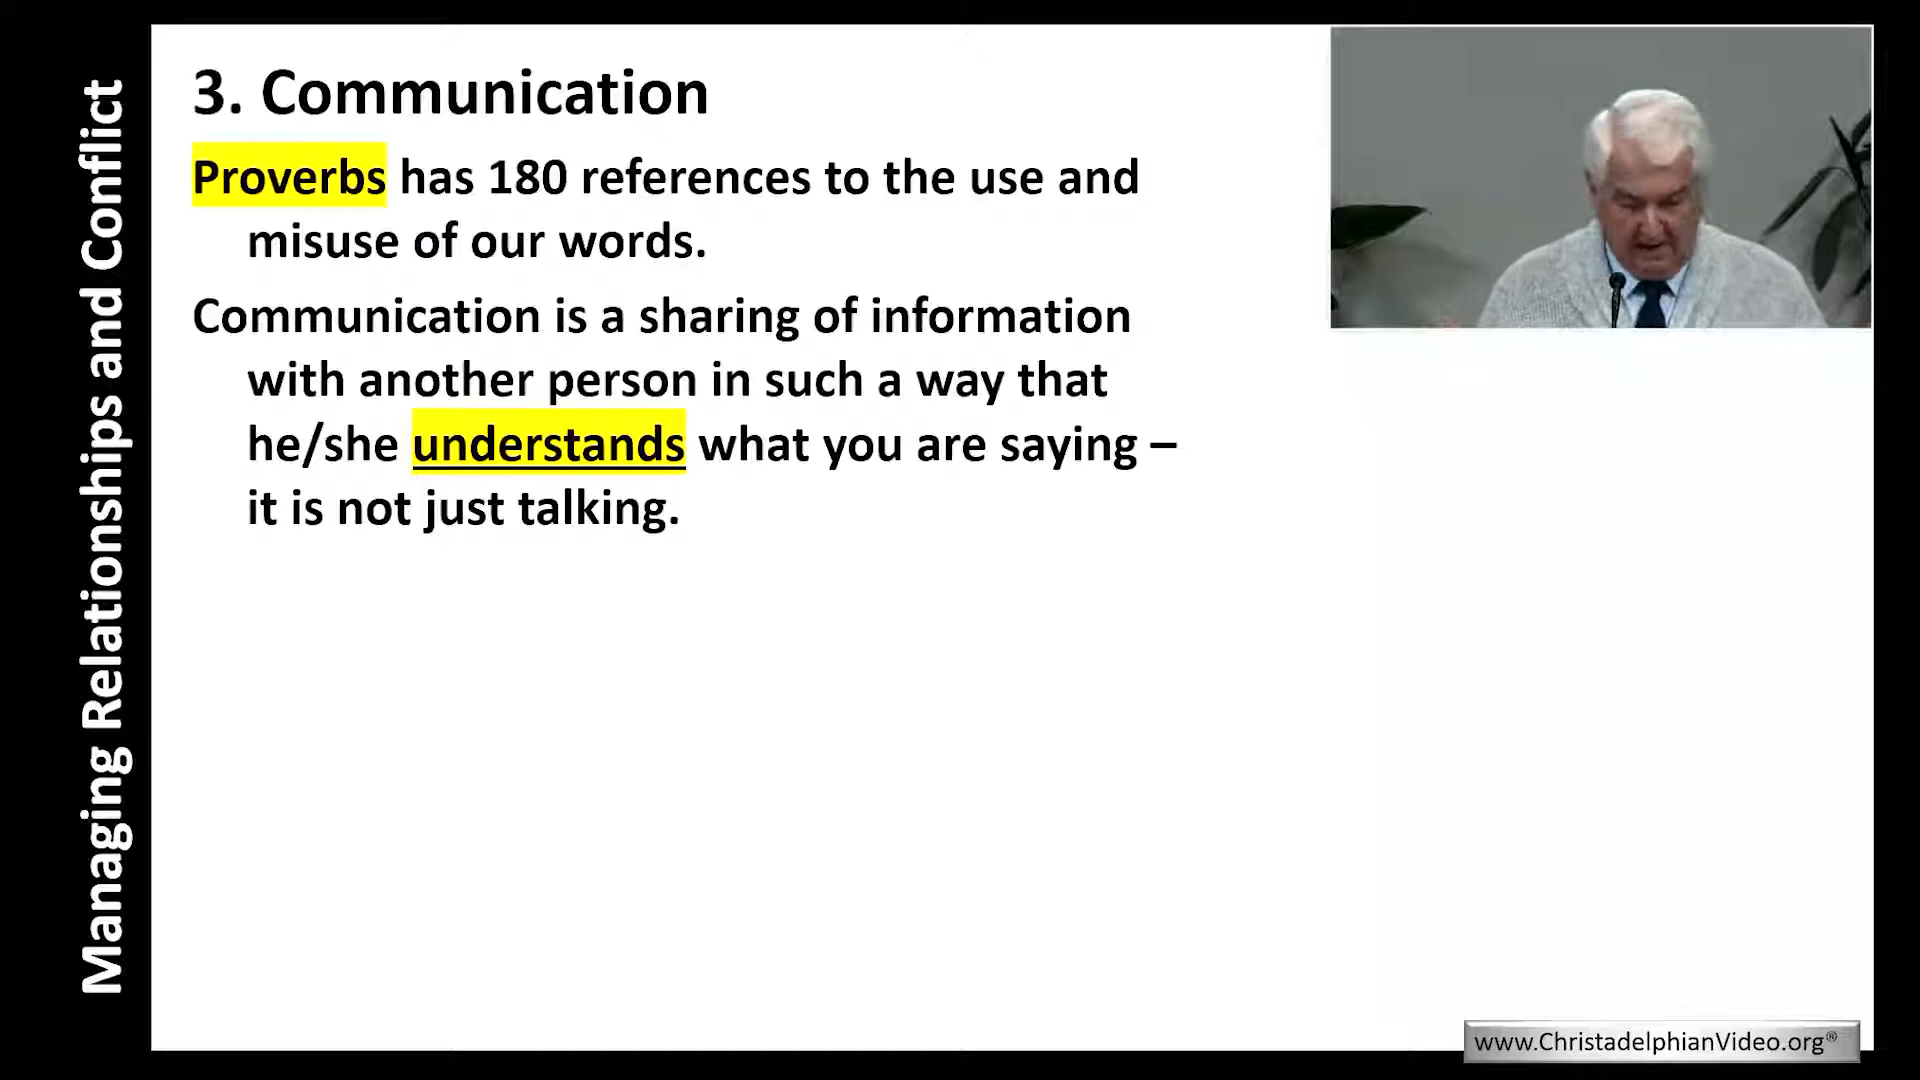 Managing Relationships and Conflict
3. Communication
Proverbs has 180 references to the use and
misuse of our words.
Communication is a sharing of information
with another person in such a way that
he/she understands what you are saying –
it is not just talking.
www.ChristadelphianVideo.org®